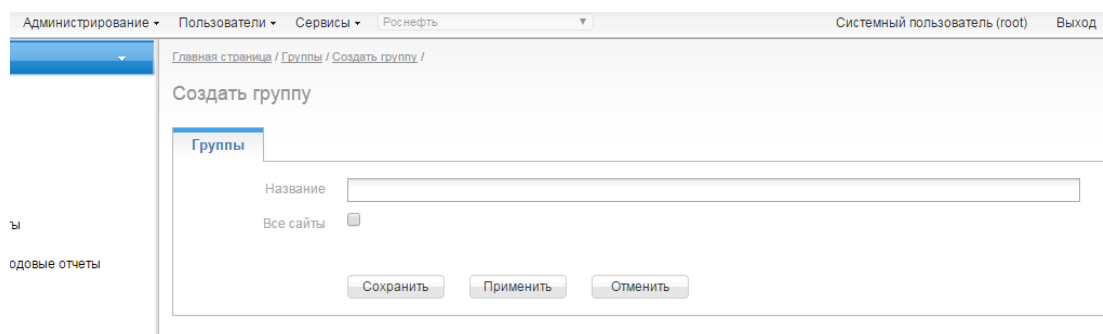 Администрирование Пользователи Сервисы Роснефть Системный пользователь (root) Выход
Главная страница / Группы / Создать группу /
Создать группу
Группы
Название
Все сайты
ты
одовые отчеты
Сохранить Применить Отменить